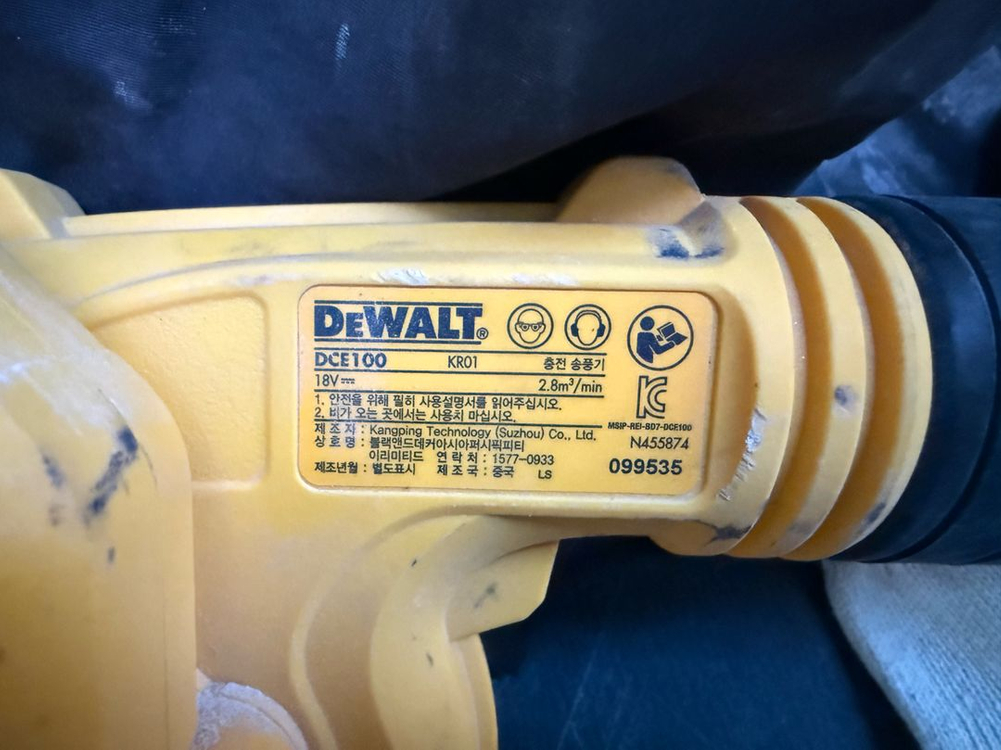 DEWALT®
DCE100 KR01 충전 송풍기
18V⎓ 2.8m³/min
1. 안전을 위해 필히 사용설명서를 읽어주십시오.
2. 비가 오는 곳에서는 사용치 마십시오.
제 조 자 : Kangping Technology (Suzhou) Co., Ltd.
상 호 명 : 블랙앤드데커아시아퍼시픽피티
이리미티드 연 락 처 : 1577-0933
제조년월 : 별도표시 제 조 국 : 중국 LS
MSIP-REI-BD7-DCE100
N455874
099535